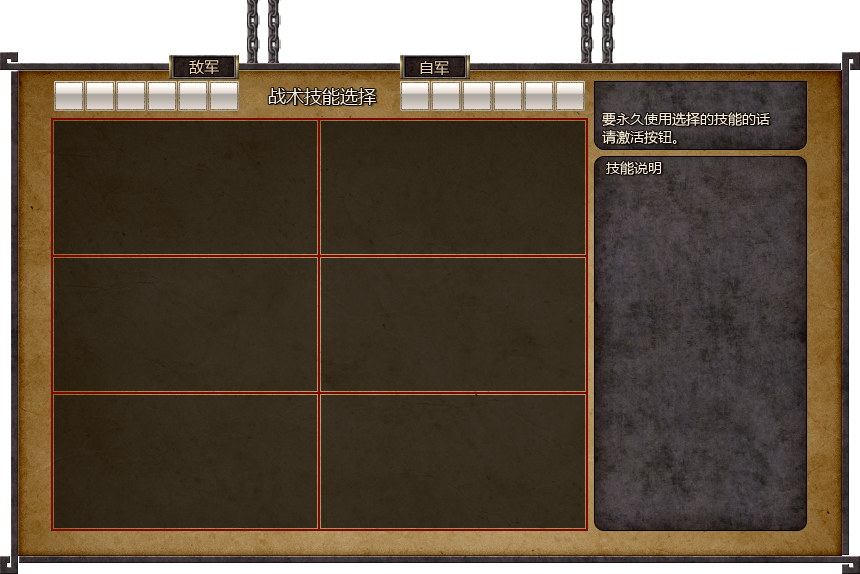 敌军
自军
战术技能选择
要永久使用选择的技能的话
请激活按钮。
技能说明